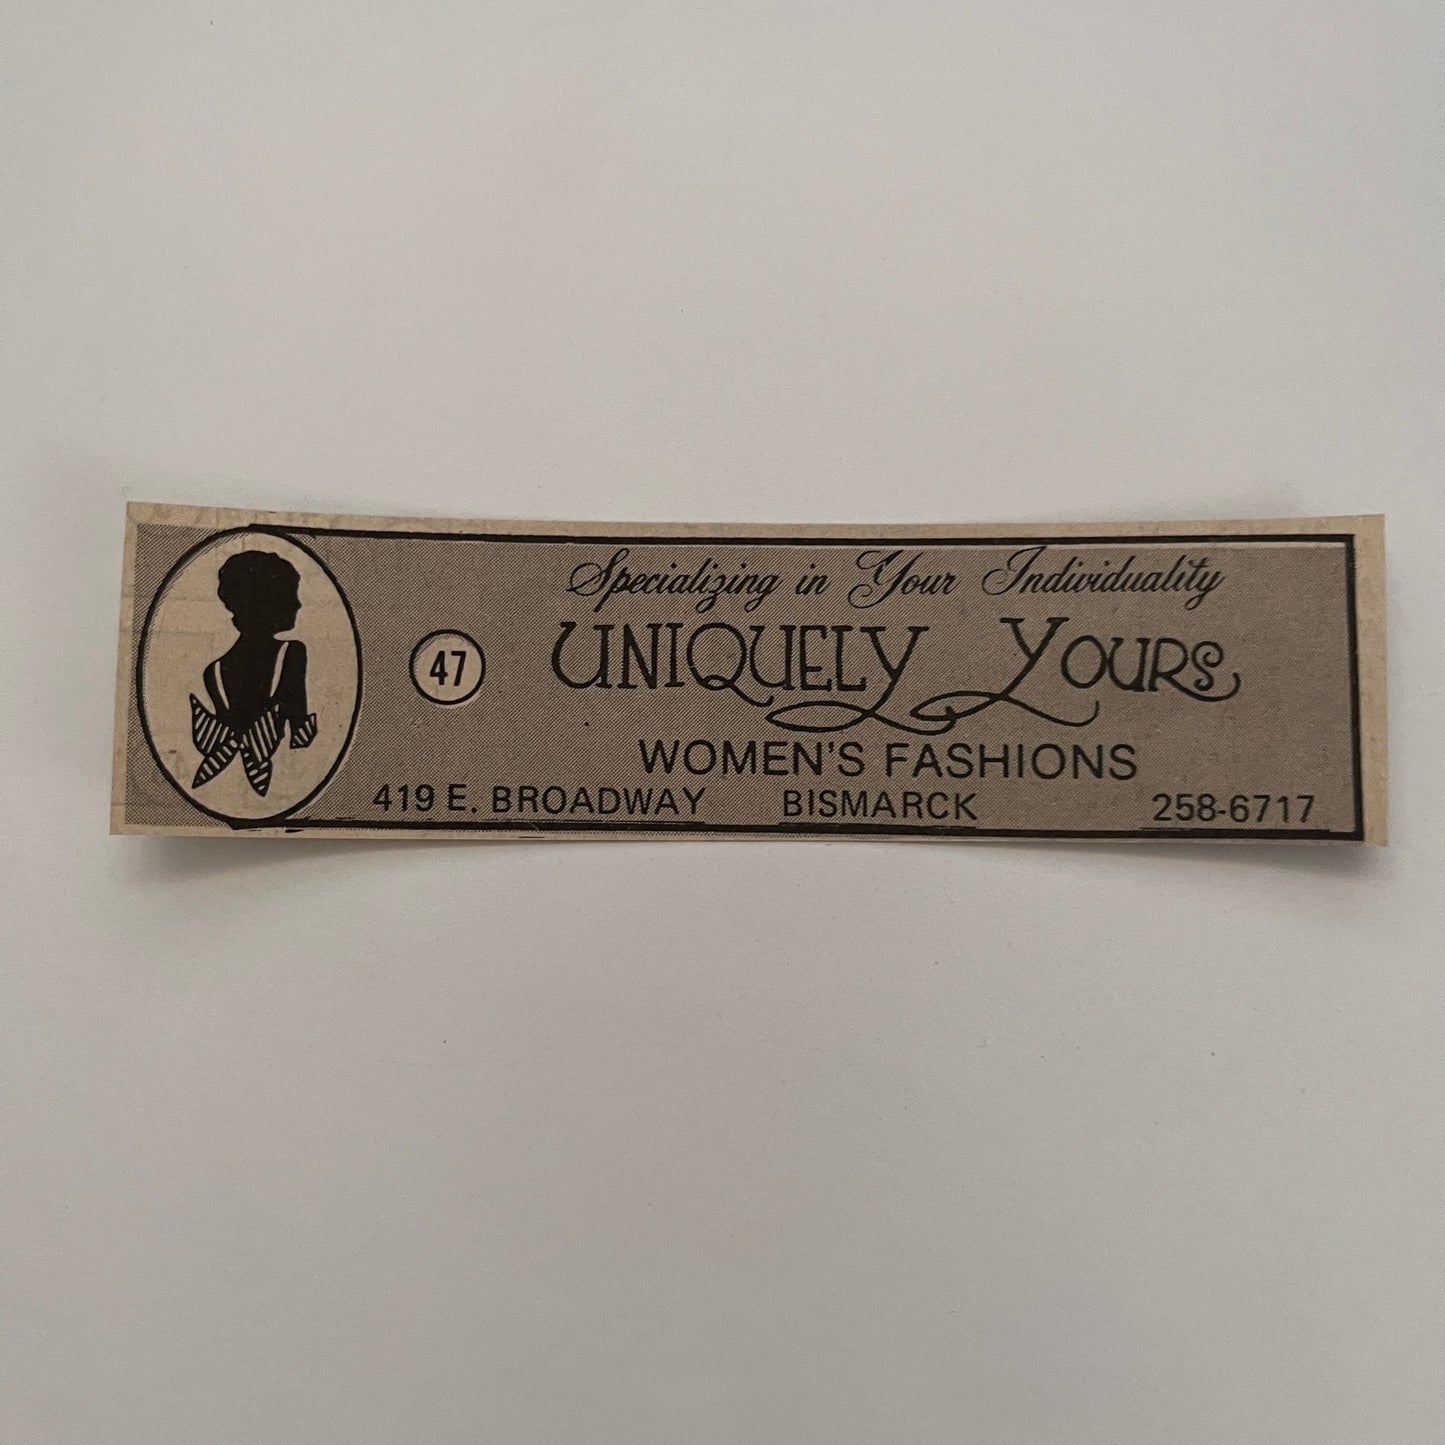 Specializing in Your Individuality
47
UNIQUELY YOURS
WOMEN'S FASHIONS
419 E. BROADWAY BISMARCK 258-6717